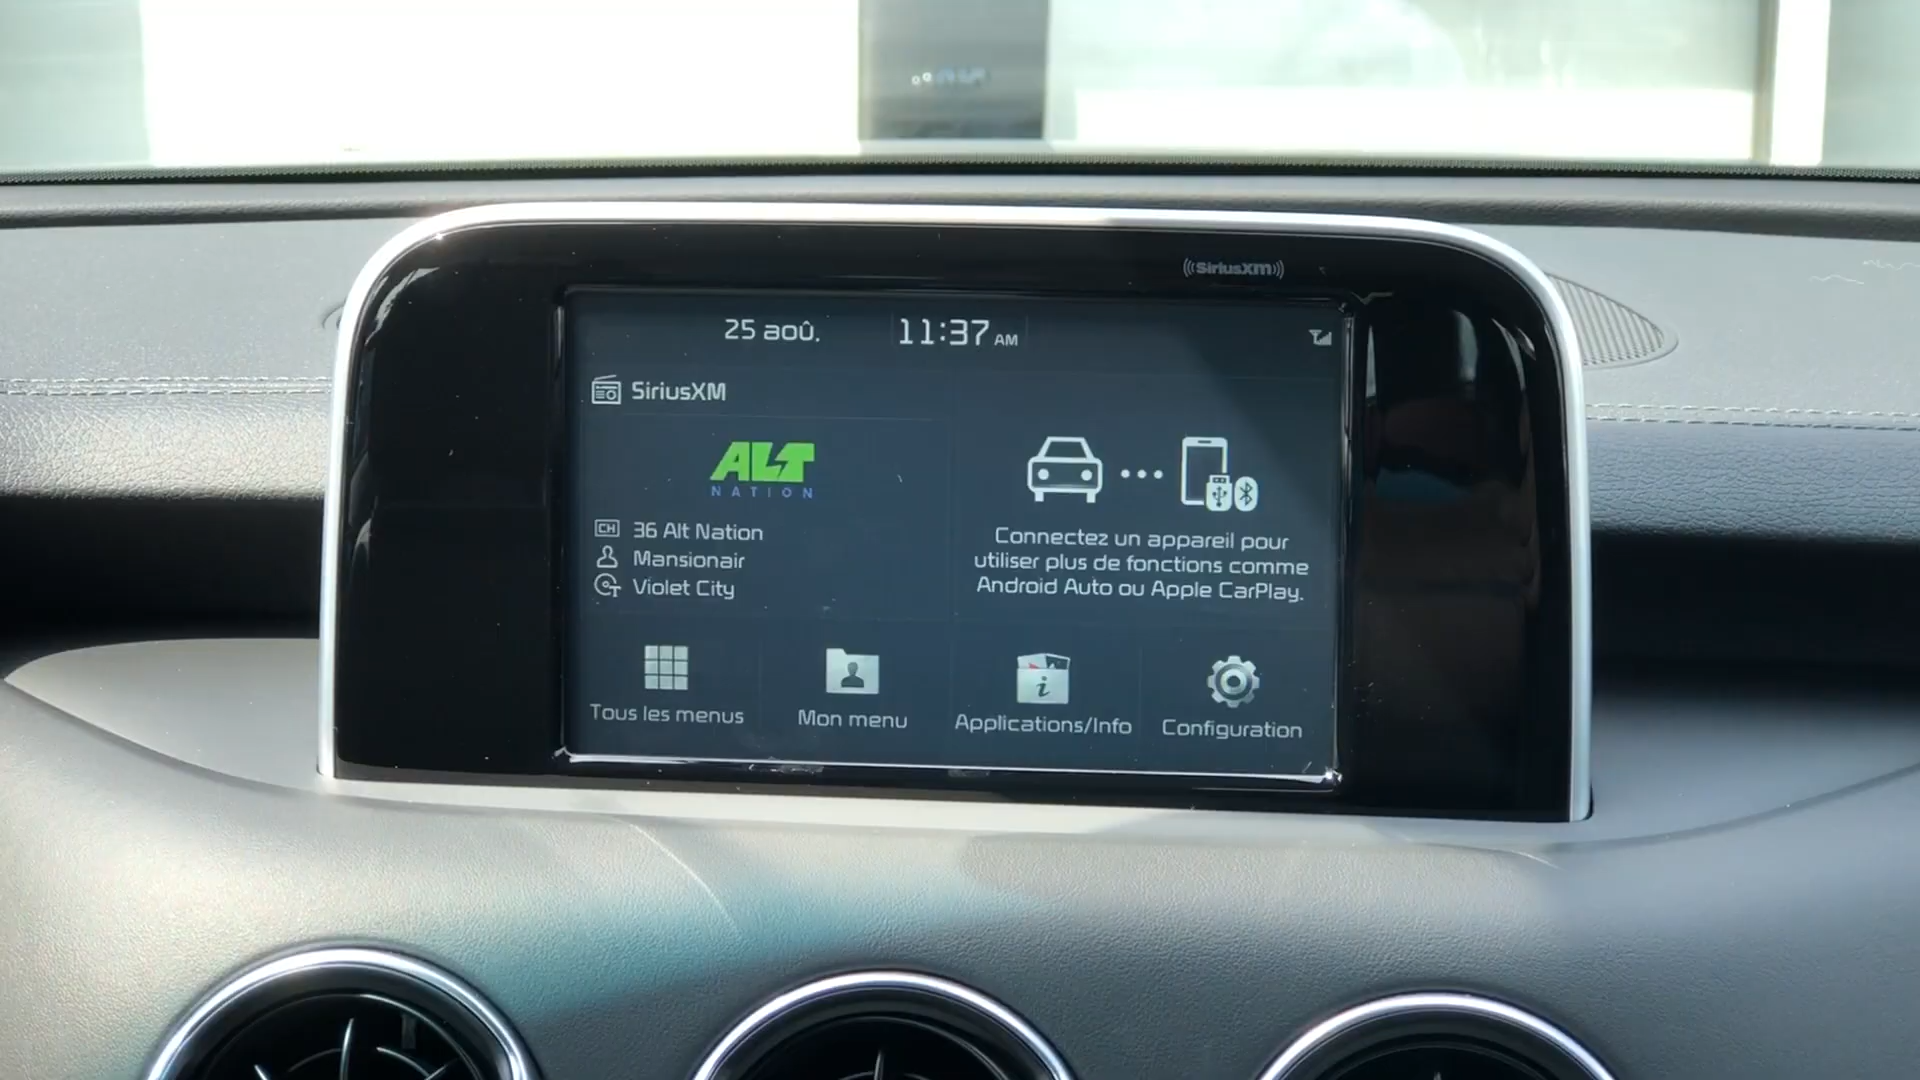 SiriusXM
25 aoû. 11:37 AM
SiriusXM
ALT
NATION
CH 36 Alt Nation
Mansionair
Violet City
Connectez un appareil pour
utiliser plus de fonctions comme
Android Auto ou Apple CarPlay.
Tous les menus
Mon menu
Applications/Info
Configuration